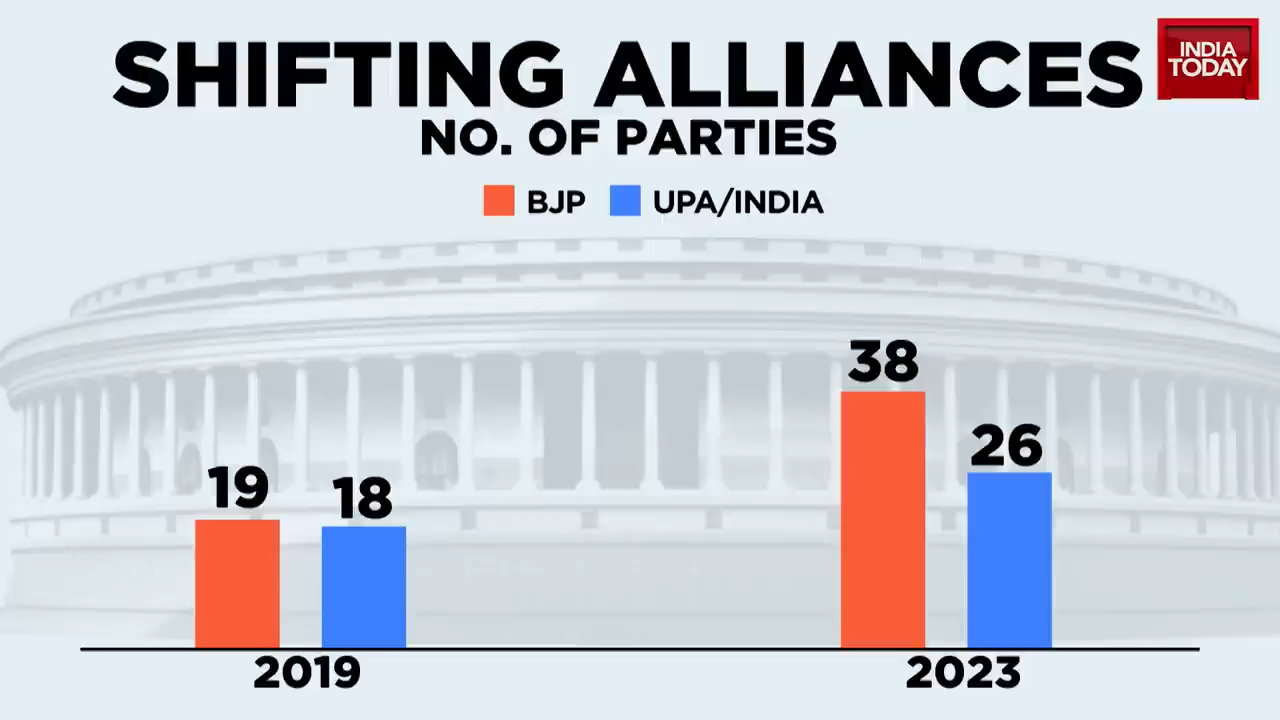 SHIFTING ALLIANCES
INDIA
TODAY
NO. OF PARTIES
BJP UPA/INDIA
38
26
19
18
2019 2023